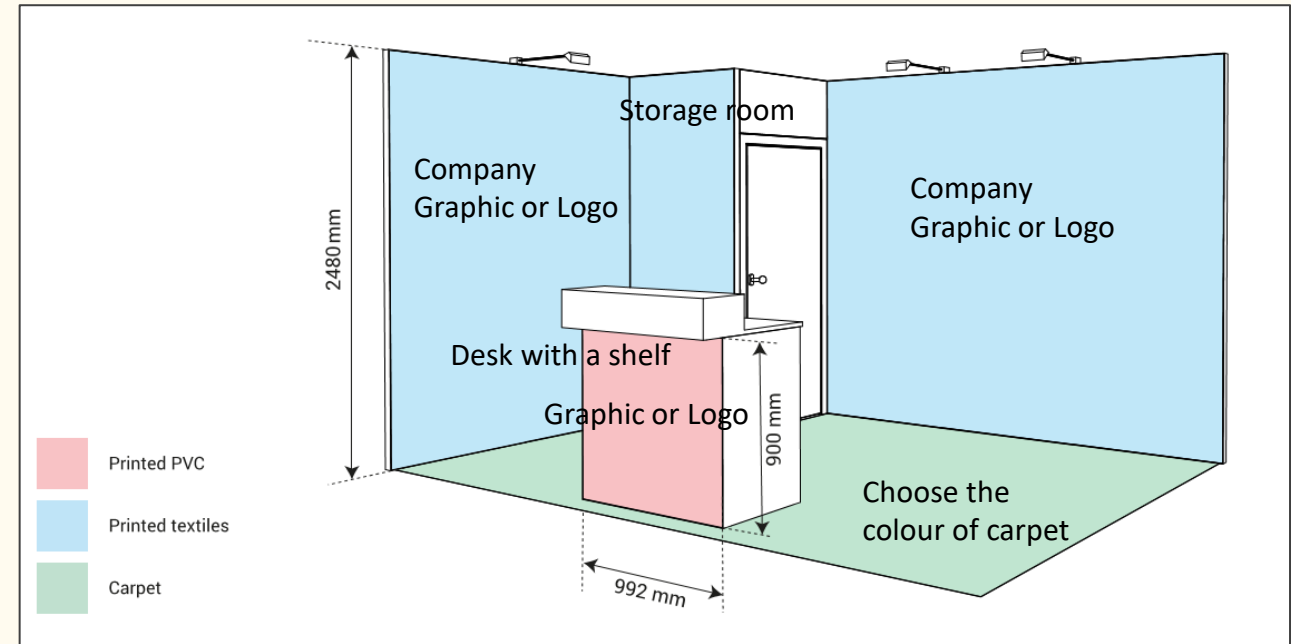 Storage room
Company
Graphic or Logo
Company
Graphic or Logo
2480 mm
Desk with a shelf
Graphic or Logo
900 mm
Choose the
colour of carpet
992 mm
Printed PVC
Printed textiles
Carpet